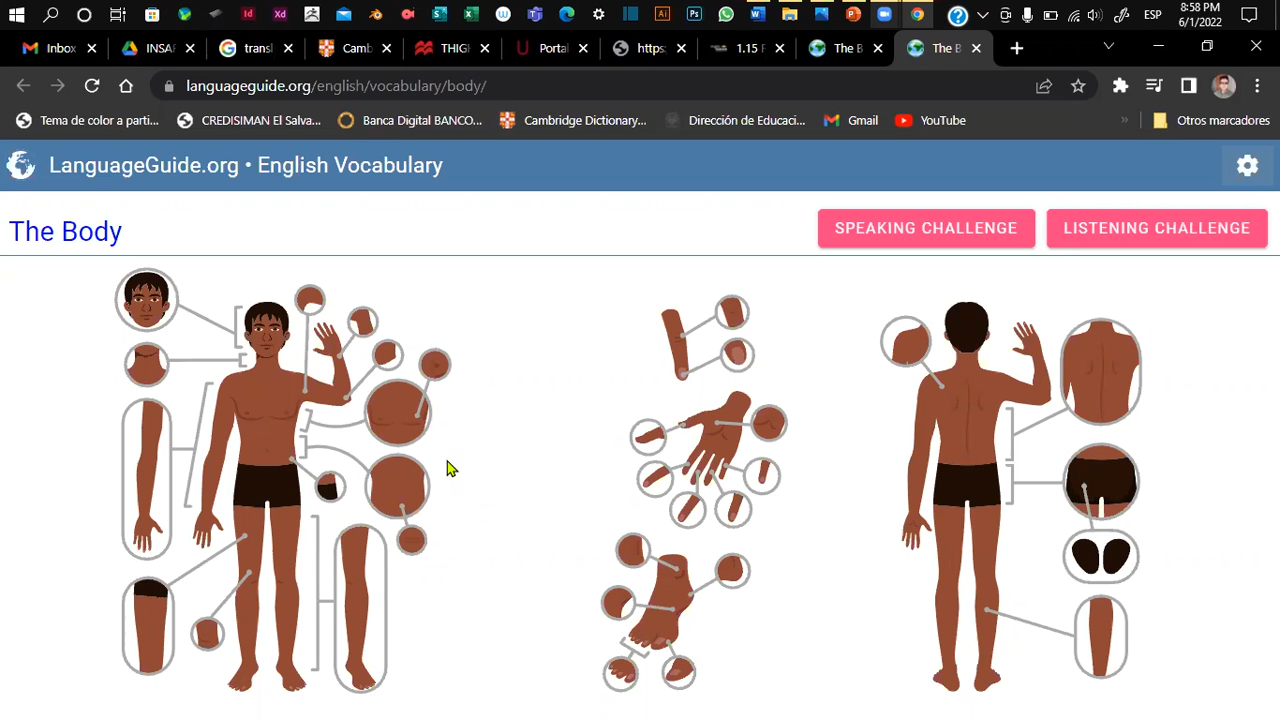 8:58 PM
ESP
6/1/2022
Inbox
INSAF
transl
Camb
THIGH
Portal
https:
1.15 F
The B
The B
languageguide.org/english/vocabulary/body/
Tema de color a parti...
CREDISIMAN El Salva...
Banca Digital BANCO...
Cambridge Dictionary...
Dirección de Educaci...
Gmail
YouTube
»
Otros marcadores
LanguageGuide.org • English Vocabulary
The Body
SPEAKING CHALLENGE
LISTENING CHALLENGE